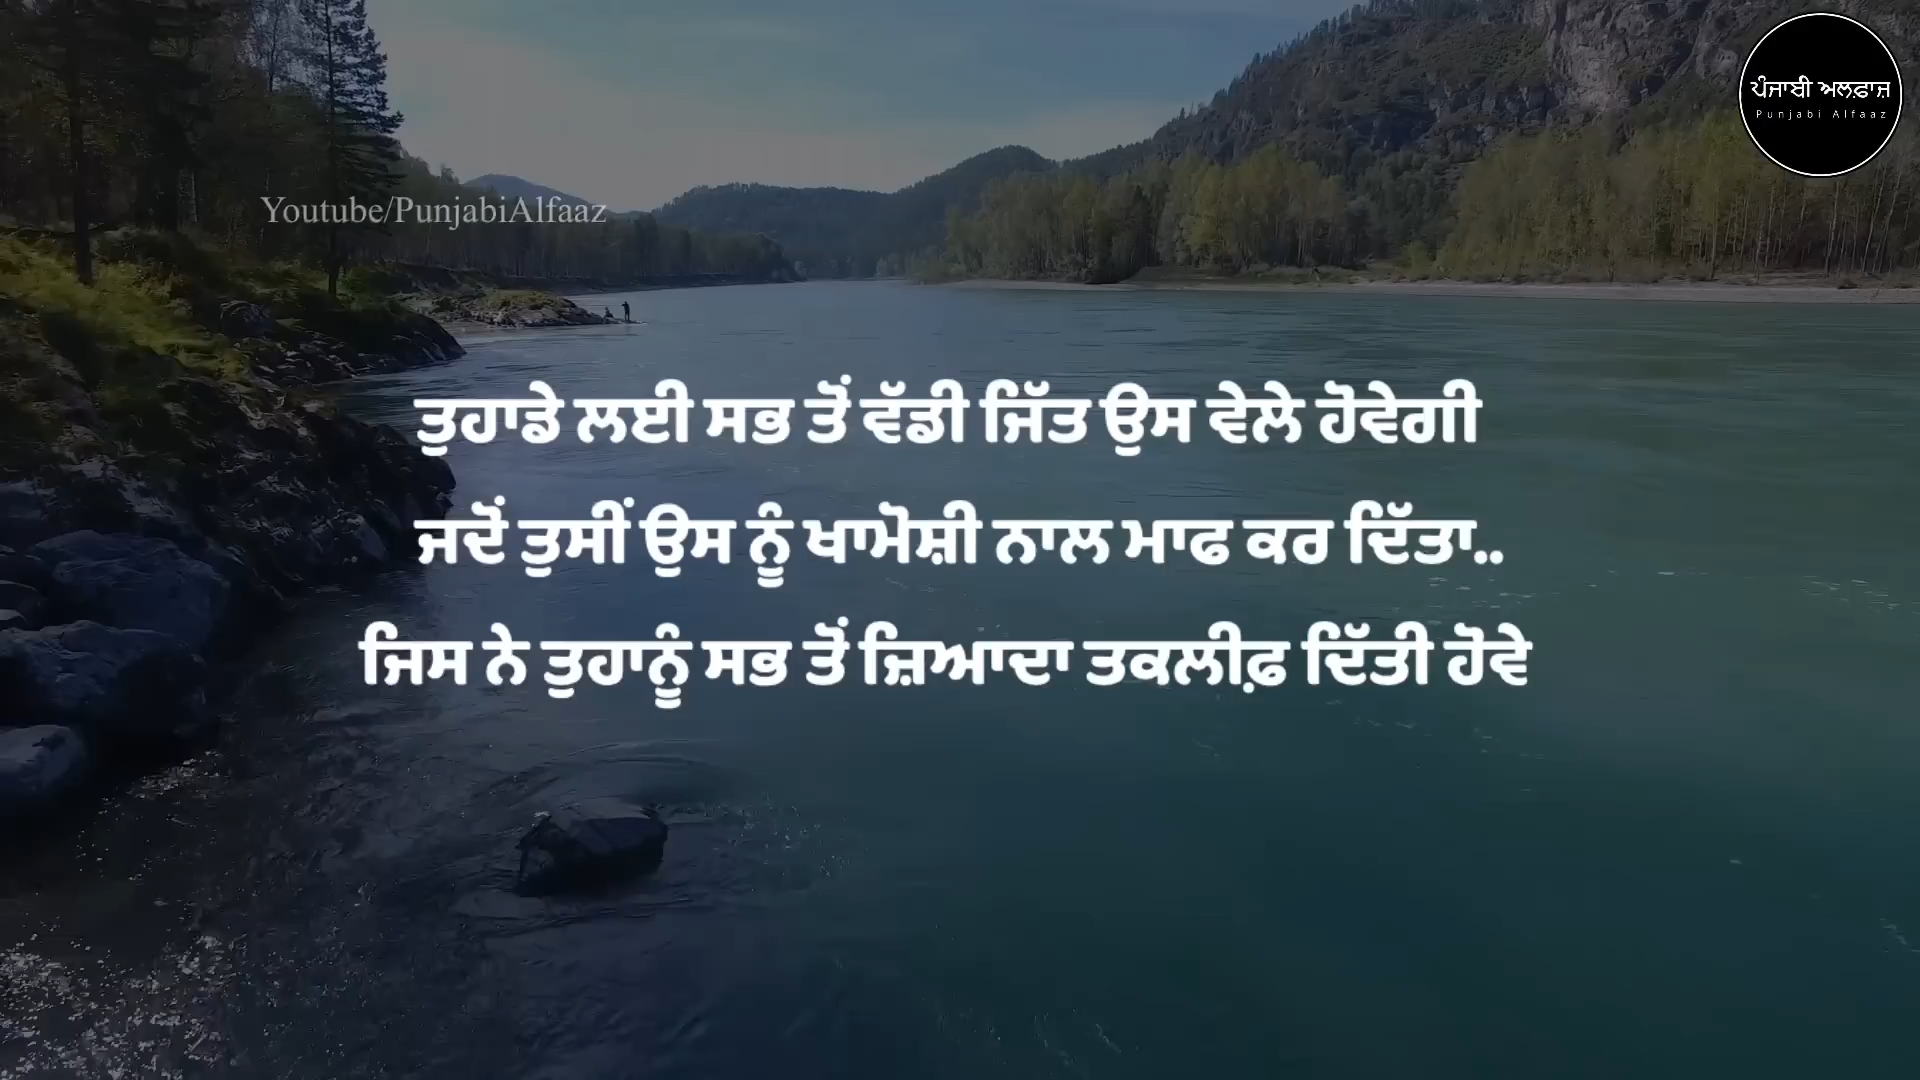 ਪੰਜਾਬੀ ਅਲਫ਼ਾਜ਼
Punjabi Alfaaz
Youtube/PunjabiAlfaaz
ਤੁਹਾਡੇ ਲਈ ਸਭ ਤੋਂ ਵੱਡੀ ਜਿੱਤ ਉਸ ਵੇਲੇ ਹੋਵੇਗੀ
ਜਦੋਂ ਤੁਸੀਂ ਉਸ ਨੂੰ ਖਾਮੋਸ਼ੀ ਨਾਲ ਮਾਫ ਕਰ ਦਿੱਤਾ..
ਜਿਸ ਨੇ ਤੁਹਾਨੂੰ ਸਭ ਤੋਂ ਜ਼ਿਆਦਾ ਤਕਲੀਫ਼ ਦਿੱਤੀ ਹੋਵੇ